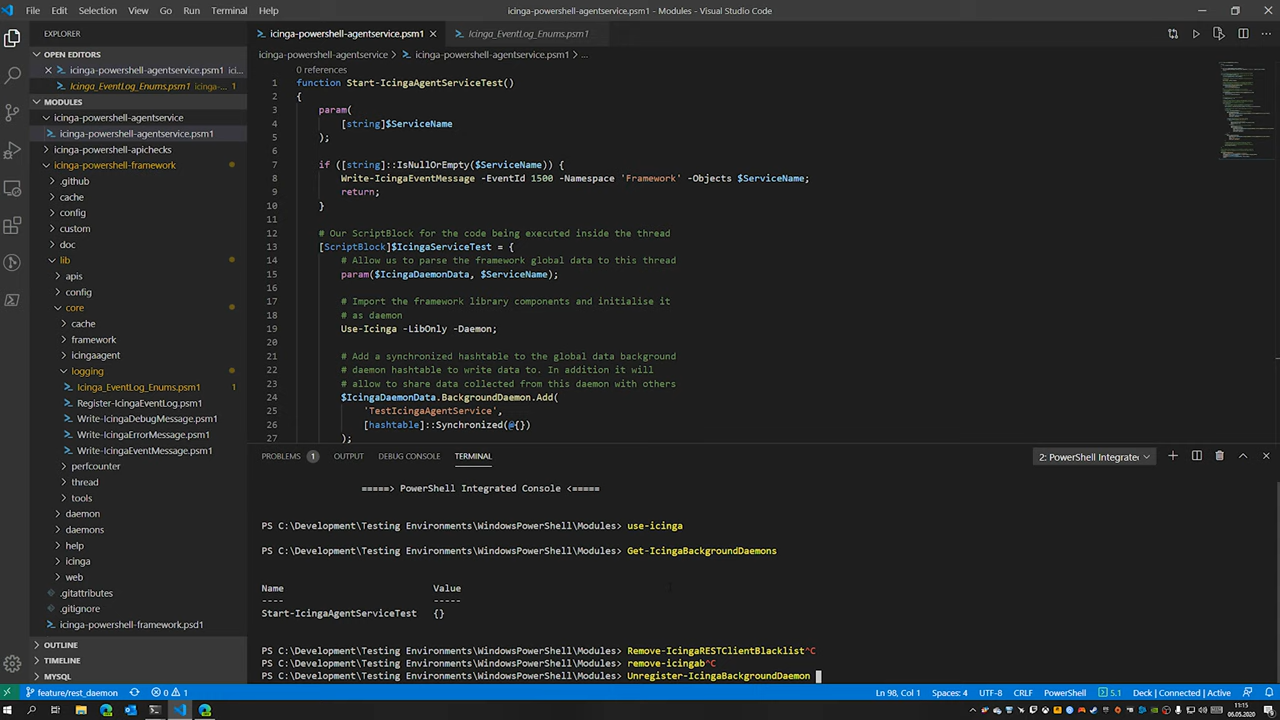 File Edit Selection View Go Run Terminal Help
icinga-powershell-agentservice.psm1 - Modules - Visual Studio Code
EXPLORER
OPEN EDITORS
icinga-powershell-agentservice.psm1 ici...
Icinga_EventLog_Enums.psm1 icinga-... 1
MODULES
icinga-powershell-agentservice
icinga-powershell-agentservice.psm1
icinga-powershell-apichecks
icinga-powershell-framework
.github
cache
config
custom
doc
lib
apis
config
core
cache
framework
icingaagent
logging
Icinga_EventLog_Enums.psm1 1
Register-IcingaEventLog.psm1
Write-IcingaDebugMessage.psm1
Write-IcingaErrorMessage.psm1
Write-IcingaEventMessage.psm1
perfcounter
thread
tools
daemon
daemons
help
icinga
web
.gitattributes
.gitignore
icinga-powershell-framework.psd1
OUTLINE
TIMELINE
MYSQL
icinga-powershell-agentservice.psm1
Icinga_EventLog_Enums.psm1
icinga-powershell-agentservice > icinga-powershell-agentservice.psm1 > ...
0 references
1 function Start-IcingaAgentServiceTest()
2 {
3 param(
4 [string]$ServiceName
5 );
6
7 if ([string]::IsNullOrEmpty($ServiceName)) {
8 Write-IcingaEventMessage -EventId 1500 -Namespace 'Framework' -Objects $ServiceName;
9 return;
10 }
11
12 # Our ScriptBlock for the code being executed inside the thread
13 [ScriptBlock]$IcingaServiceTest = {
14 # Allow us to parse the framework global data to this thread
15 param($IcingaDaemonData, $ServiceName);
16
17 # Import the framework library components and initialise it
18 # as daemon
19 Use-Icinga -LibOnly -Daemon;
20
21 # Add a synchronized hashtable to the global data background
22 # daemon hashtable to write data to. In addition it will
23 # allow to share data collected from this daemon with others
24 $IcingaDaemonData.BackgroundDaemon.Add(
25 'TestIcingaAgentService',
26 [hashtable]::Synchronized(@{})
27 );
PROBLEMS 1 OUTPUT DEBUG CONSOLE TERMINAL
2: PowerShell Integrated
=====> PowerShell Integrated Console <=====
PS C:\Development\Testing Environments\WindowsPowerShell\Modules> use-icinga
PS C:\Development\Testing Environments\WindowsPowerShell\Modules> Get-IcingaBackgroundDaemons
Name Value
---- -----
Start-IcingaAgentServiceTest {}
PS C:\Development\Testing Environments\WindowsPowerShell\Modules> Remove-IcingaRESTClientBlacklist^C
PS C:\Development\Testing Environments\WindowsPowerShell\Modules> remove-icingab^C
PS C:\Development\Testing Environments\WindowsPowerShell\Modules> Unregister-IcingaBackgroundDaemon
feature/rest_daemon 0 1
Ln 98, Col 1 Spaces: 4 UTF-8 CRLF PowerShell 5.1 Deck | Connected | Active
11:15
06.05.2020